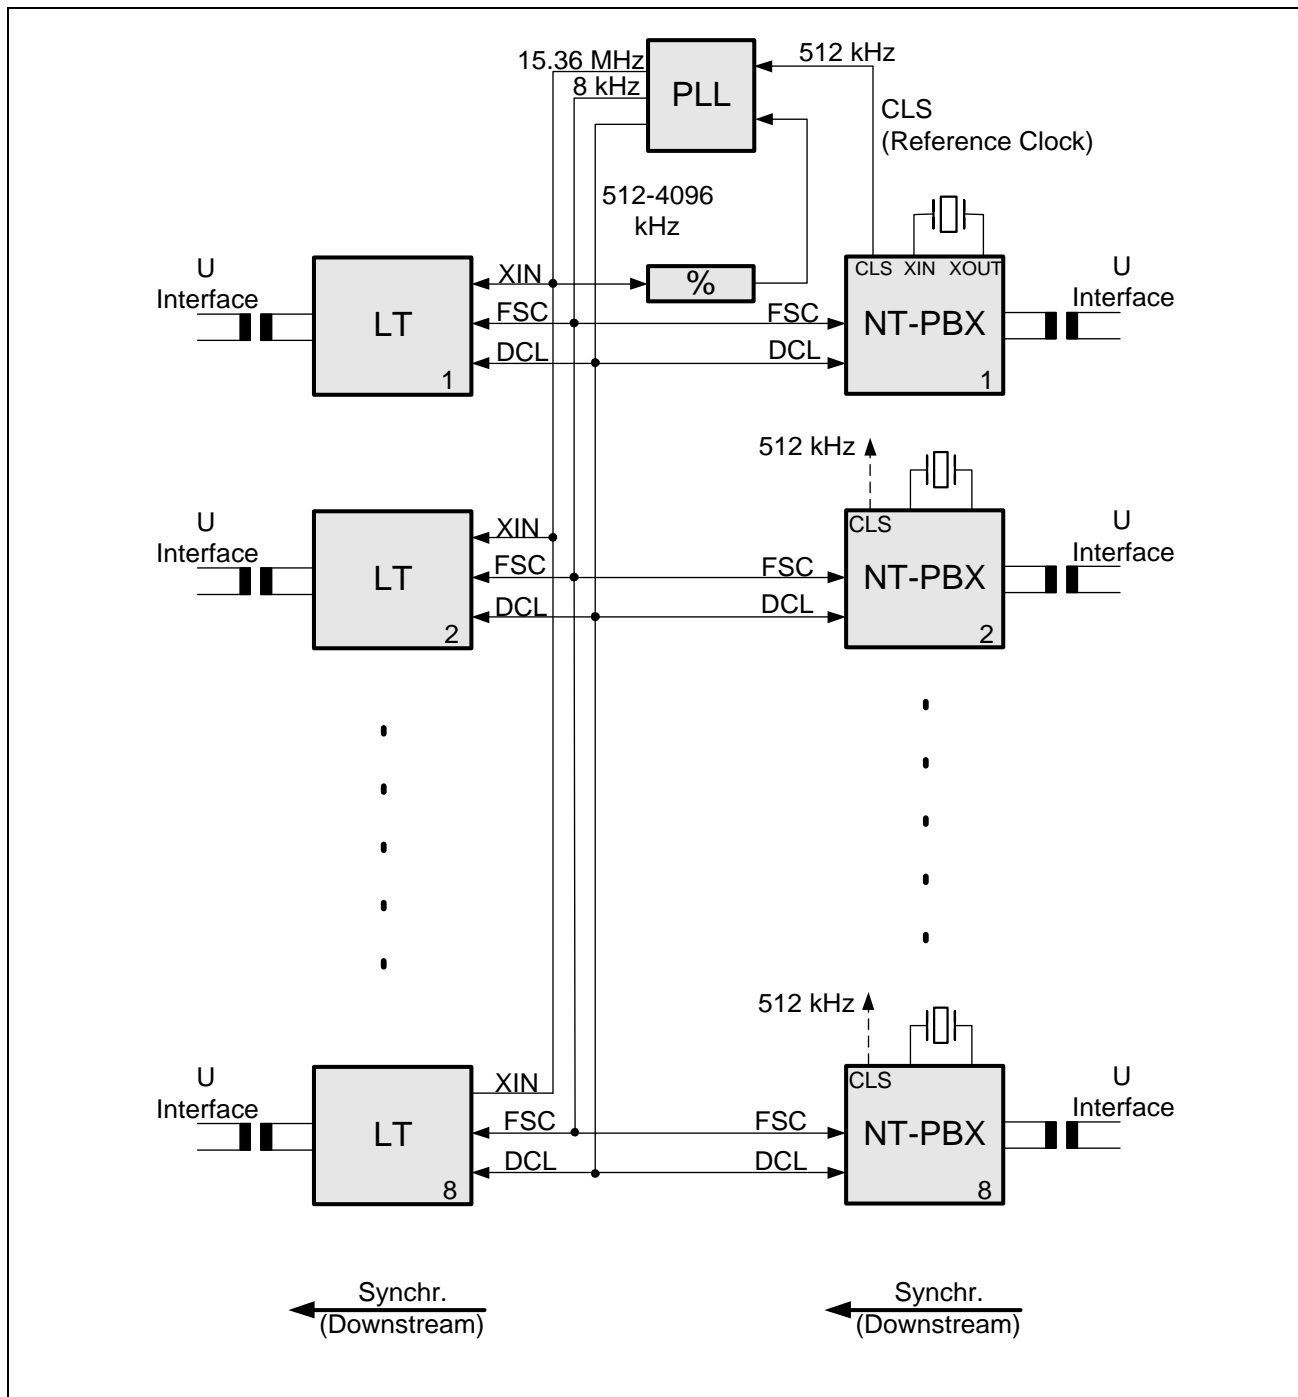 15.36 MHz
8 kHz
PLL
512 kHz
CLS
(Reference Clock)
512-4096
kHz
U
Interface
LT
1
XIN
FSC
DCL
%
FSC
DCL
CLS XIN XOUT
NT-PBX
1
U
Interface
512 kHz
U
Interface
LT
2
XIN
FSC
DCL
FSC
DCL
CLS
NT-PBX
2
U
Interface
512 kHz
U
Interface
LT
8
XIN
FSC
DCL
FSC
DCL
CLS
NT-PBX
8
U
Interface
Synchr.
(Downstream)
Synchr.
(Downstream)